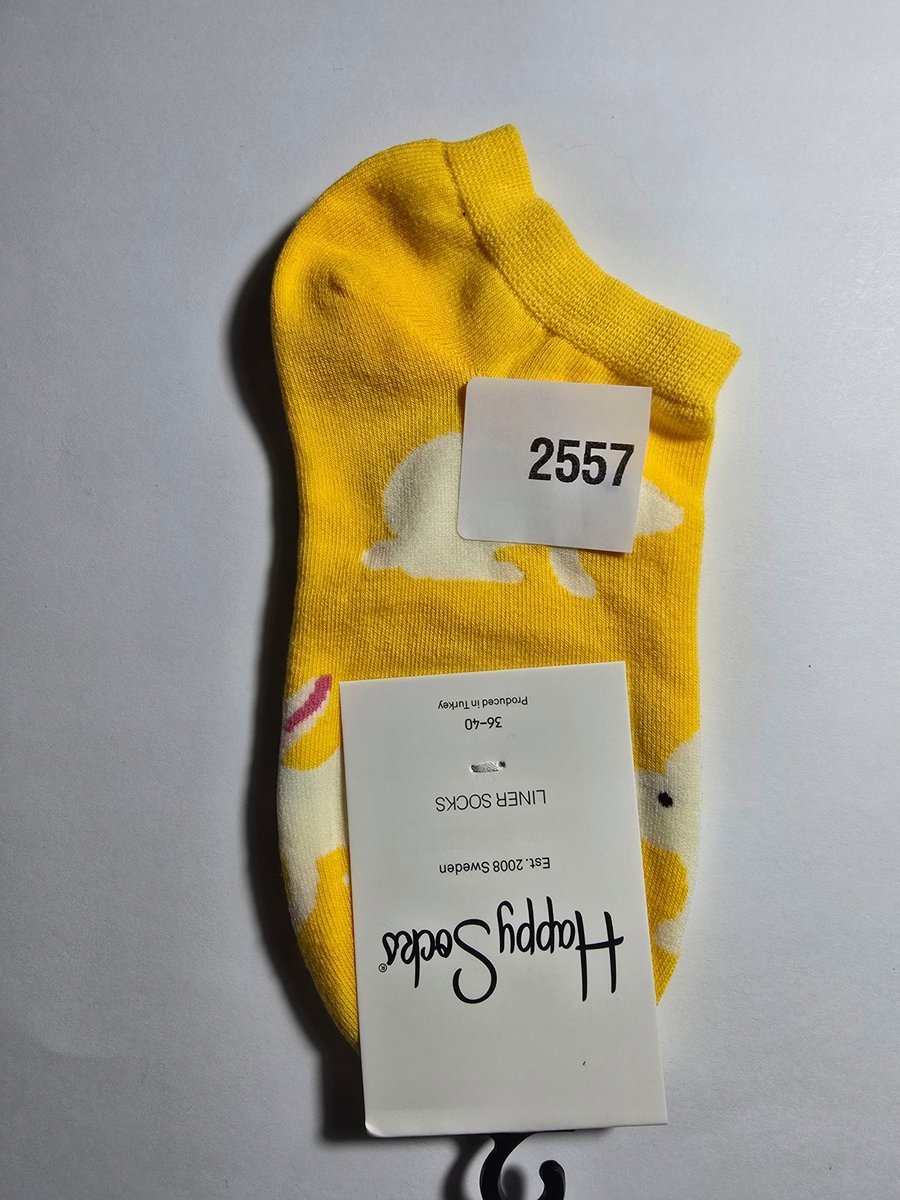 2557
Happy Socks®
Est. 2008 Sweden
LINER SOCKS
36-40
Produced in Turkey